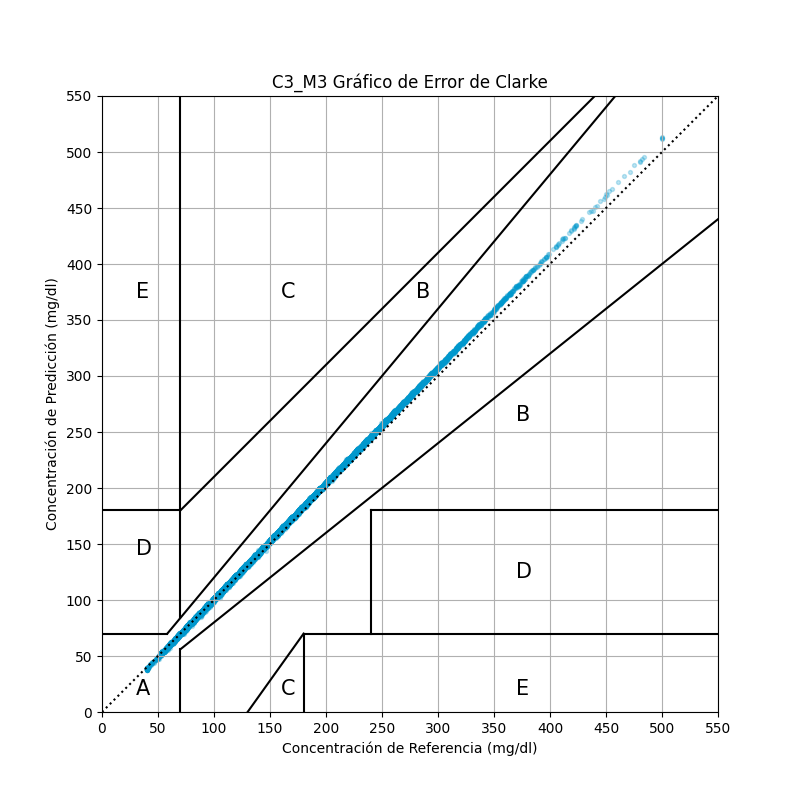 C3_M3 Gráfico de Error de Clarke
Concentración de Predicción (mg/dl)
550
500
450
400
350
300
250
200
150
100
50
0
E
C
B
B
D
D
A
C
E
0 50 100 150 200 250 300 350 400 450 500 550
Concentración de Referencia (mg/dl)